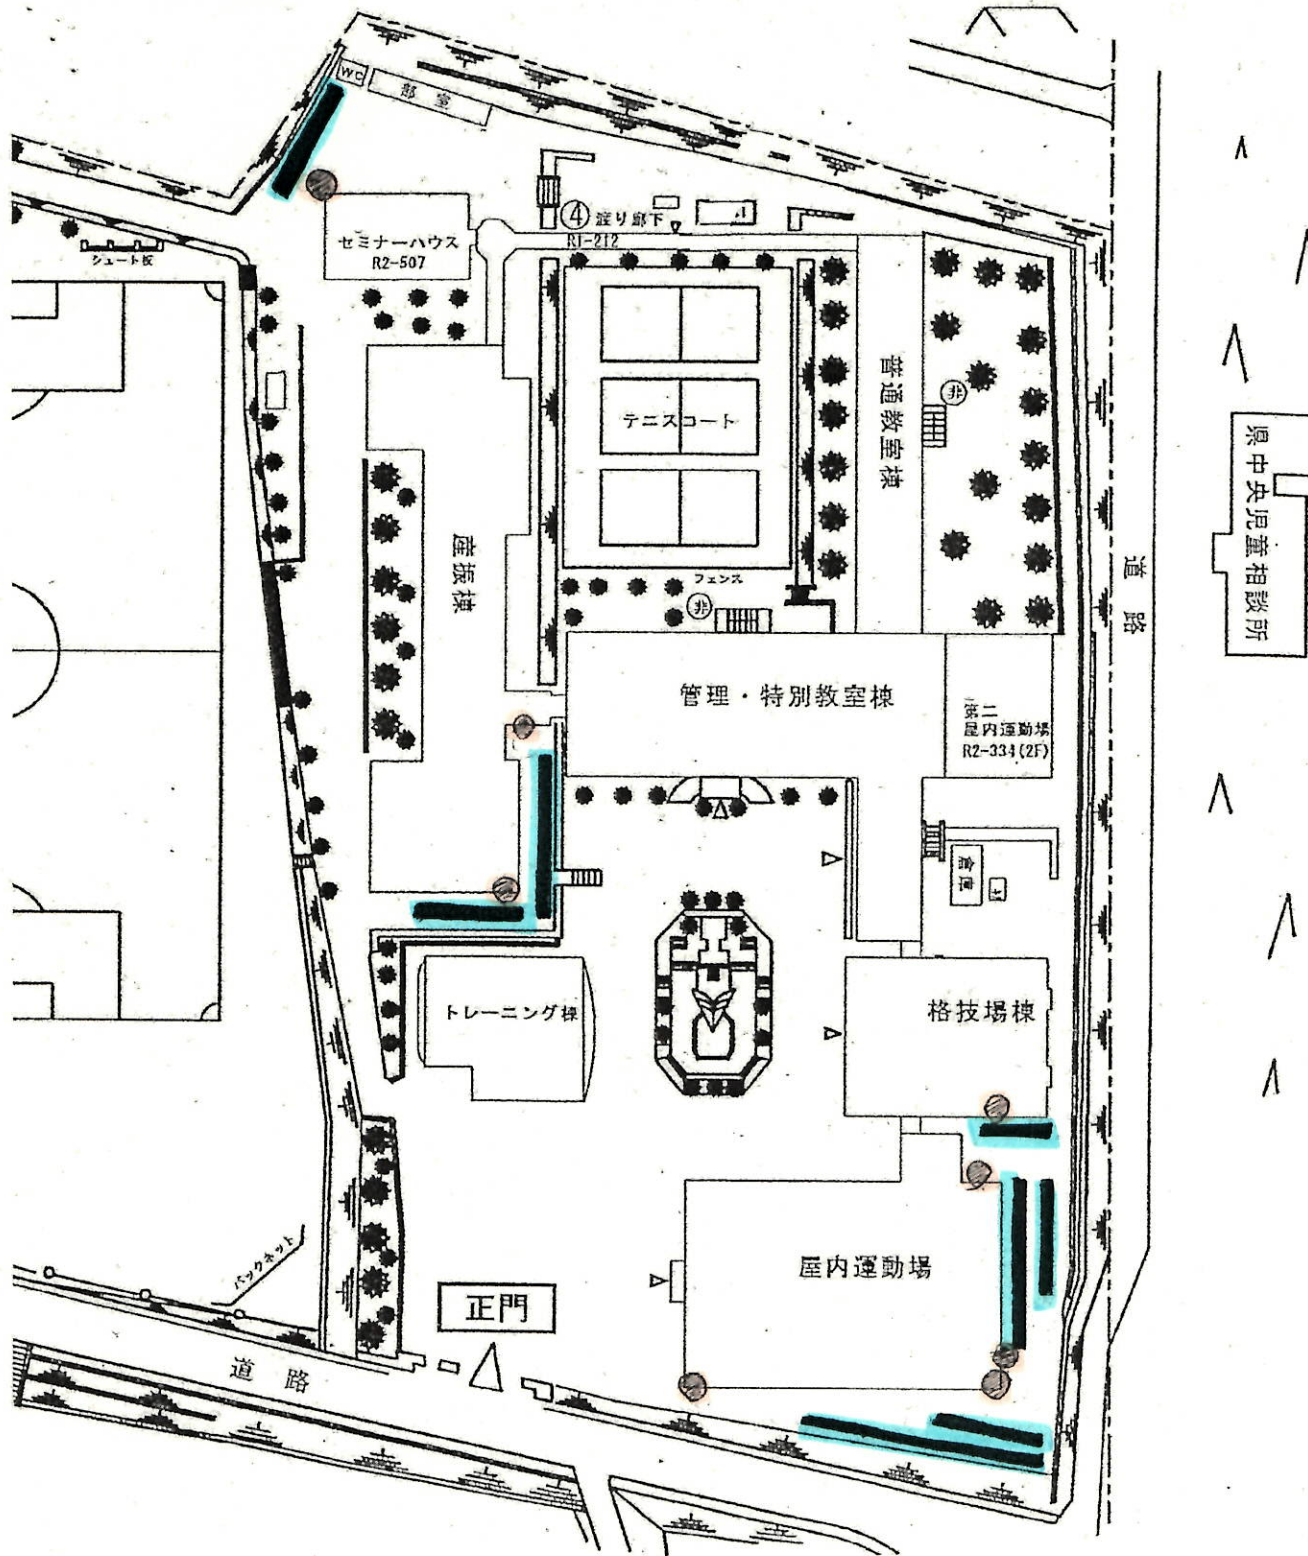 WC
部室
④ 渡り廊下
R1-212
セミナーハウス
R2-507
シュート板
テニスコート
普通教室棟
非
県中央児童相談所
道路
産振棟
フェンス
非
管理・特別教室棟
第二
屋内運動場
R2-334(2F)
倉庫
トレーニング棟
格技場棟
屋内運動場
バックネット
正門
道路